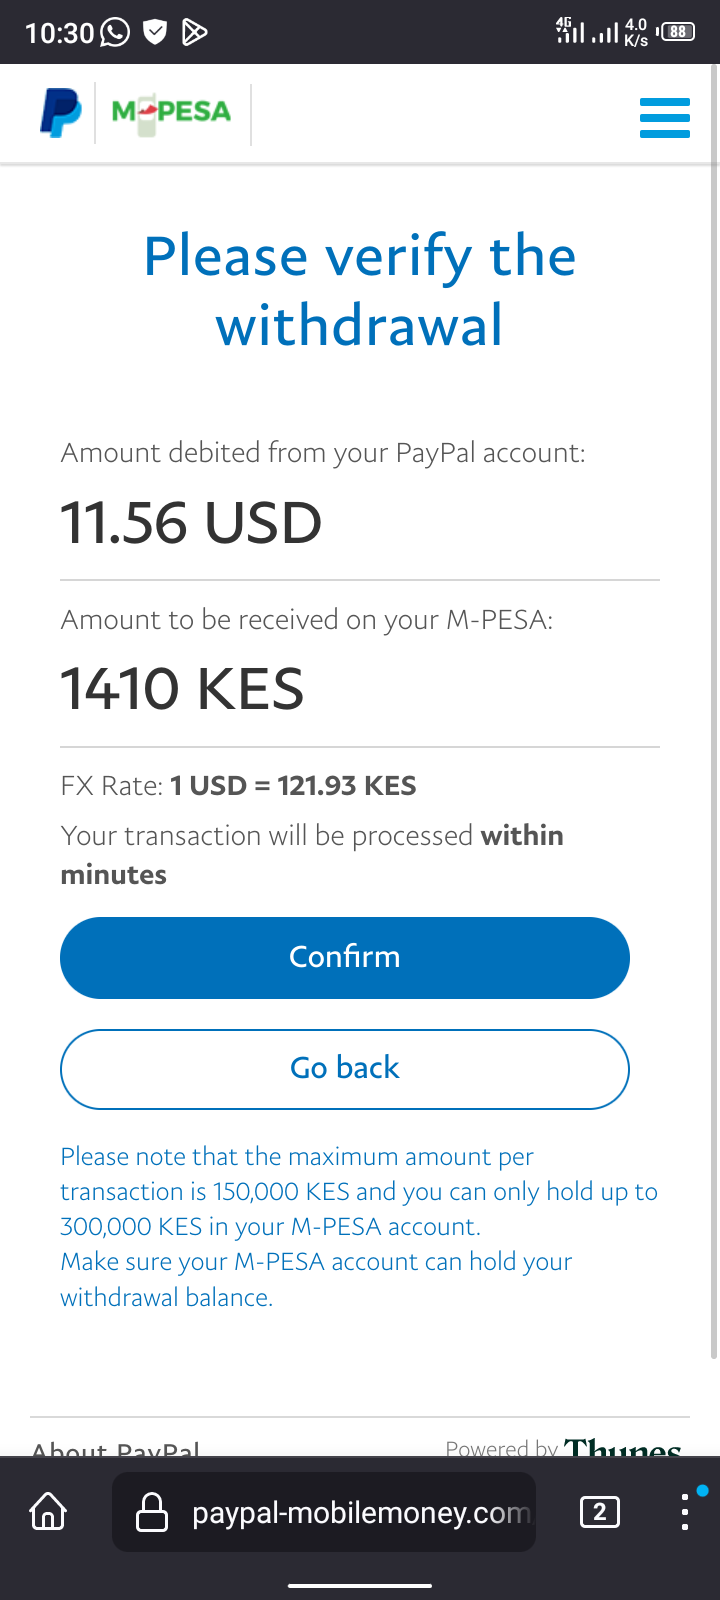 10:30 4G 4.0 K/s 88
PayPal M-PESA
Please verify the
withdrawal
Amount debited from your PayPal account:
11.56 USD
Amount to be received on your M-PESA:
1410 KES
FX Rate: 1 USD = 121.93 KES
Your transaction will be processed within
minutes
Confirm
Go back
Please note that the maximum amount per
transaction is 150,000 KES and you can only hold up to
300,000 KES in your M-PESA account.
Make sure your M-PESA account can hold your
withdrawal balance.
About PayPal Powered by Thunes
paypal-mobilemoney.com 2